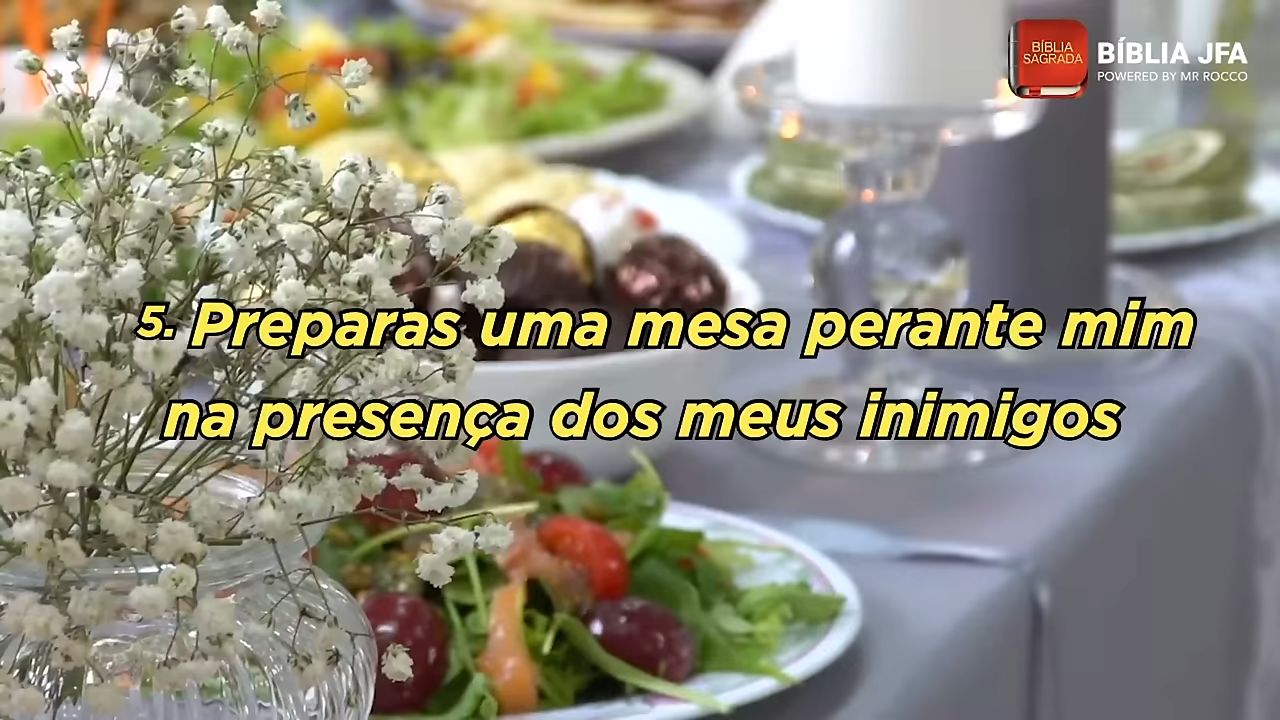 BÍBLIA
SAGRADA
BÍBLIA JFA
POWERED BY MR ROCCO
5. Preparas uma mesa perante mim
na presença dos meus inimigos